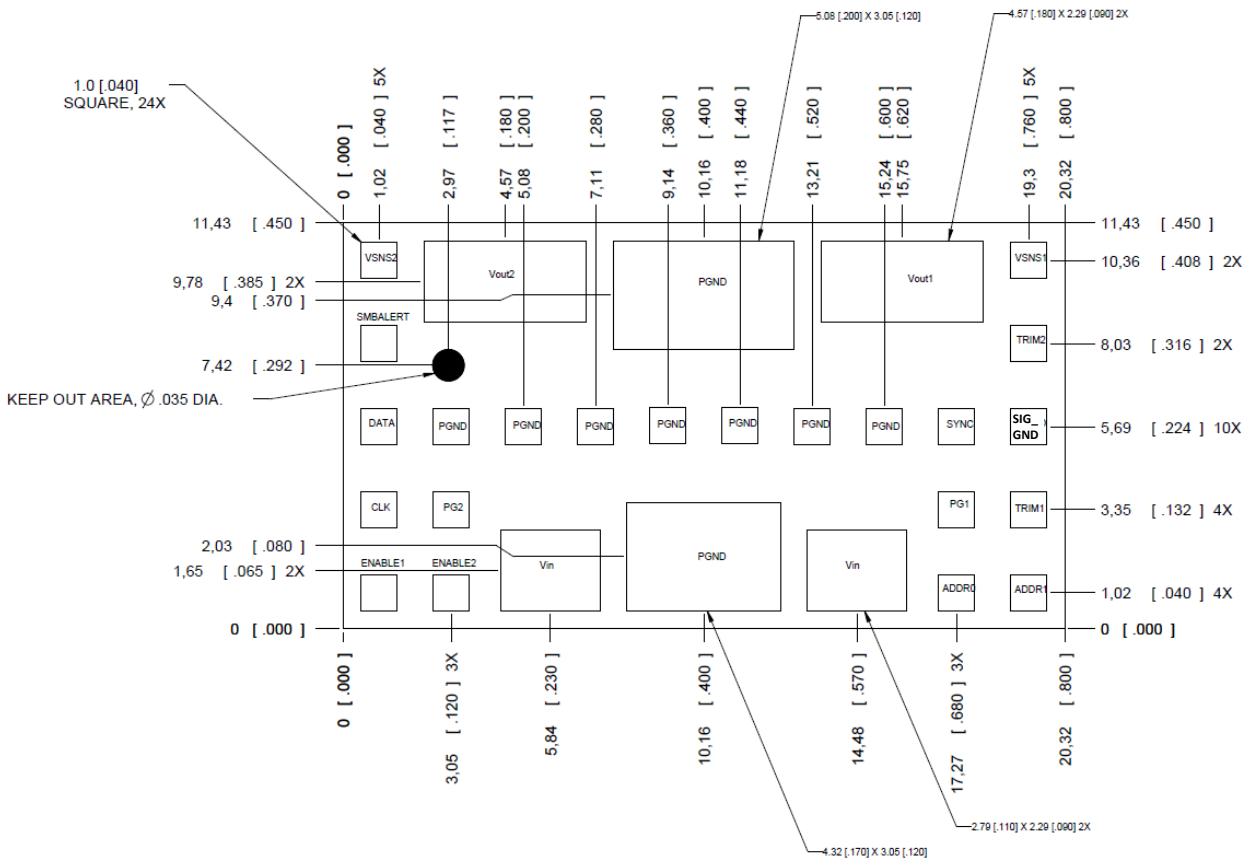 5.08 [.200] X 3.05 [.120]
4.57 [.180] X 2.29 [.090] 2X
1.0 [.040]
SQUARE, 24X
0 [.000 ]
1,02 [.040 ] 5X
2,97 [.117 ]
4,57 [.180 ]
5,08 [.200 ]
7,11 [.280 ]
9,14 [.360 ]
10,16 [.400 ]
11,18 [.440 ]
13,21 [.520 ]
15,24 [.600 ]
15,75 [.620 ]
19,3 [.760 ] 5X
20,32 [.800 ]
11,43 [.450 ]
11,43 [.450 ]
VSNS2
Vout2
PGND
Vout1
VSNS1
10,36 [.408 ] 2X
9,78 [.385 ] 2X
9,4 [.370 ]
SMBALERT
TRIM2
8,03 [.316 ] 2X
7,42 [.292 ]
KEEP OUT AREA, Ø .035 DIA.
DATA
PGND
PGND
PGND
PGND
PGND
PGND
PGND
SYNC
SIG_
GND
5,69 [.224 ] 10X
CLK
PG2
PG1
TRIM1
3,35 [.132 ] 4X
2,03 [.080 ]
1,65 [.065 ] 2X
ENABLE1
ENABLE2
Vin
PGND
Vin
ADDR0
ADDR1
1,02 [.040 ] 4X
0 [.000 ]
0 [.000 ]
0 [.000 ]
3,05 [.120 ] 3X
5,84 [.230 ]
10,16 [.400 ]
14,48 [.570 ]
17,27 [.680 ] 3X
20,32 [.800 ]
2.79 [.110] X 2.29 [.090] 2X
4.32 [.170] X 3.05 [.120]